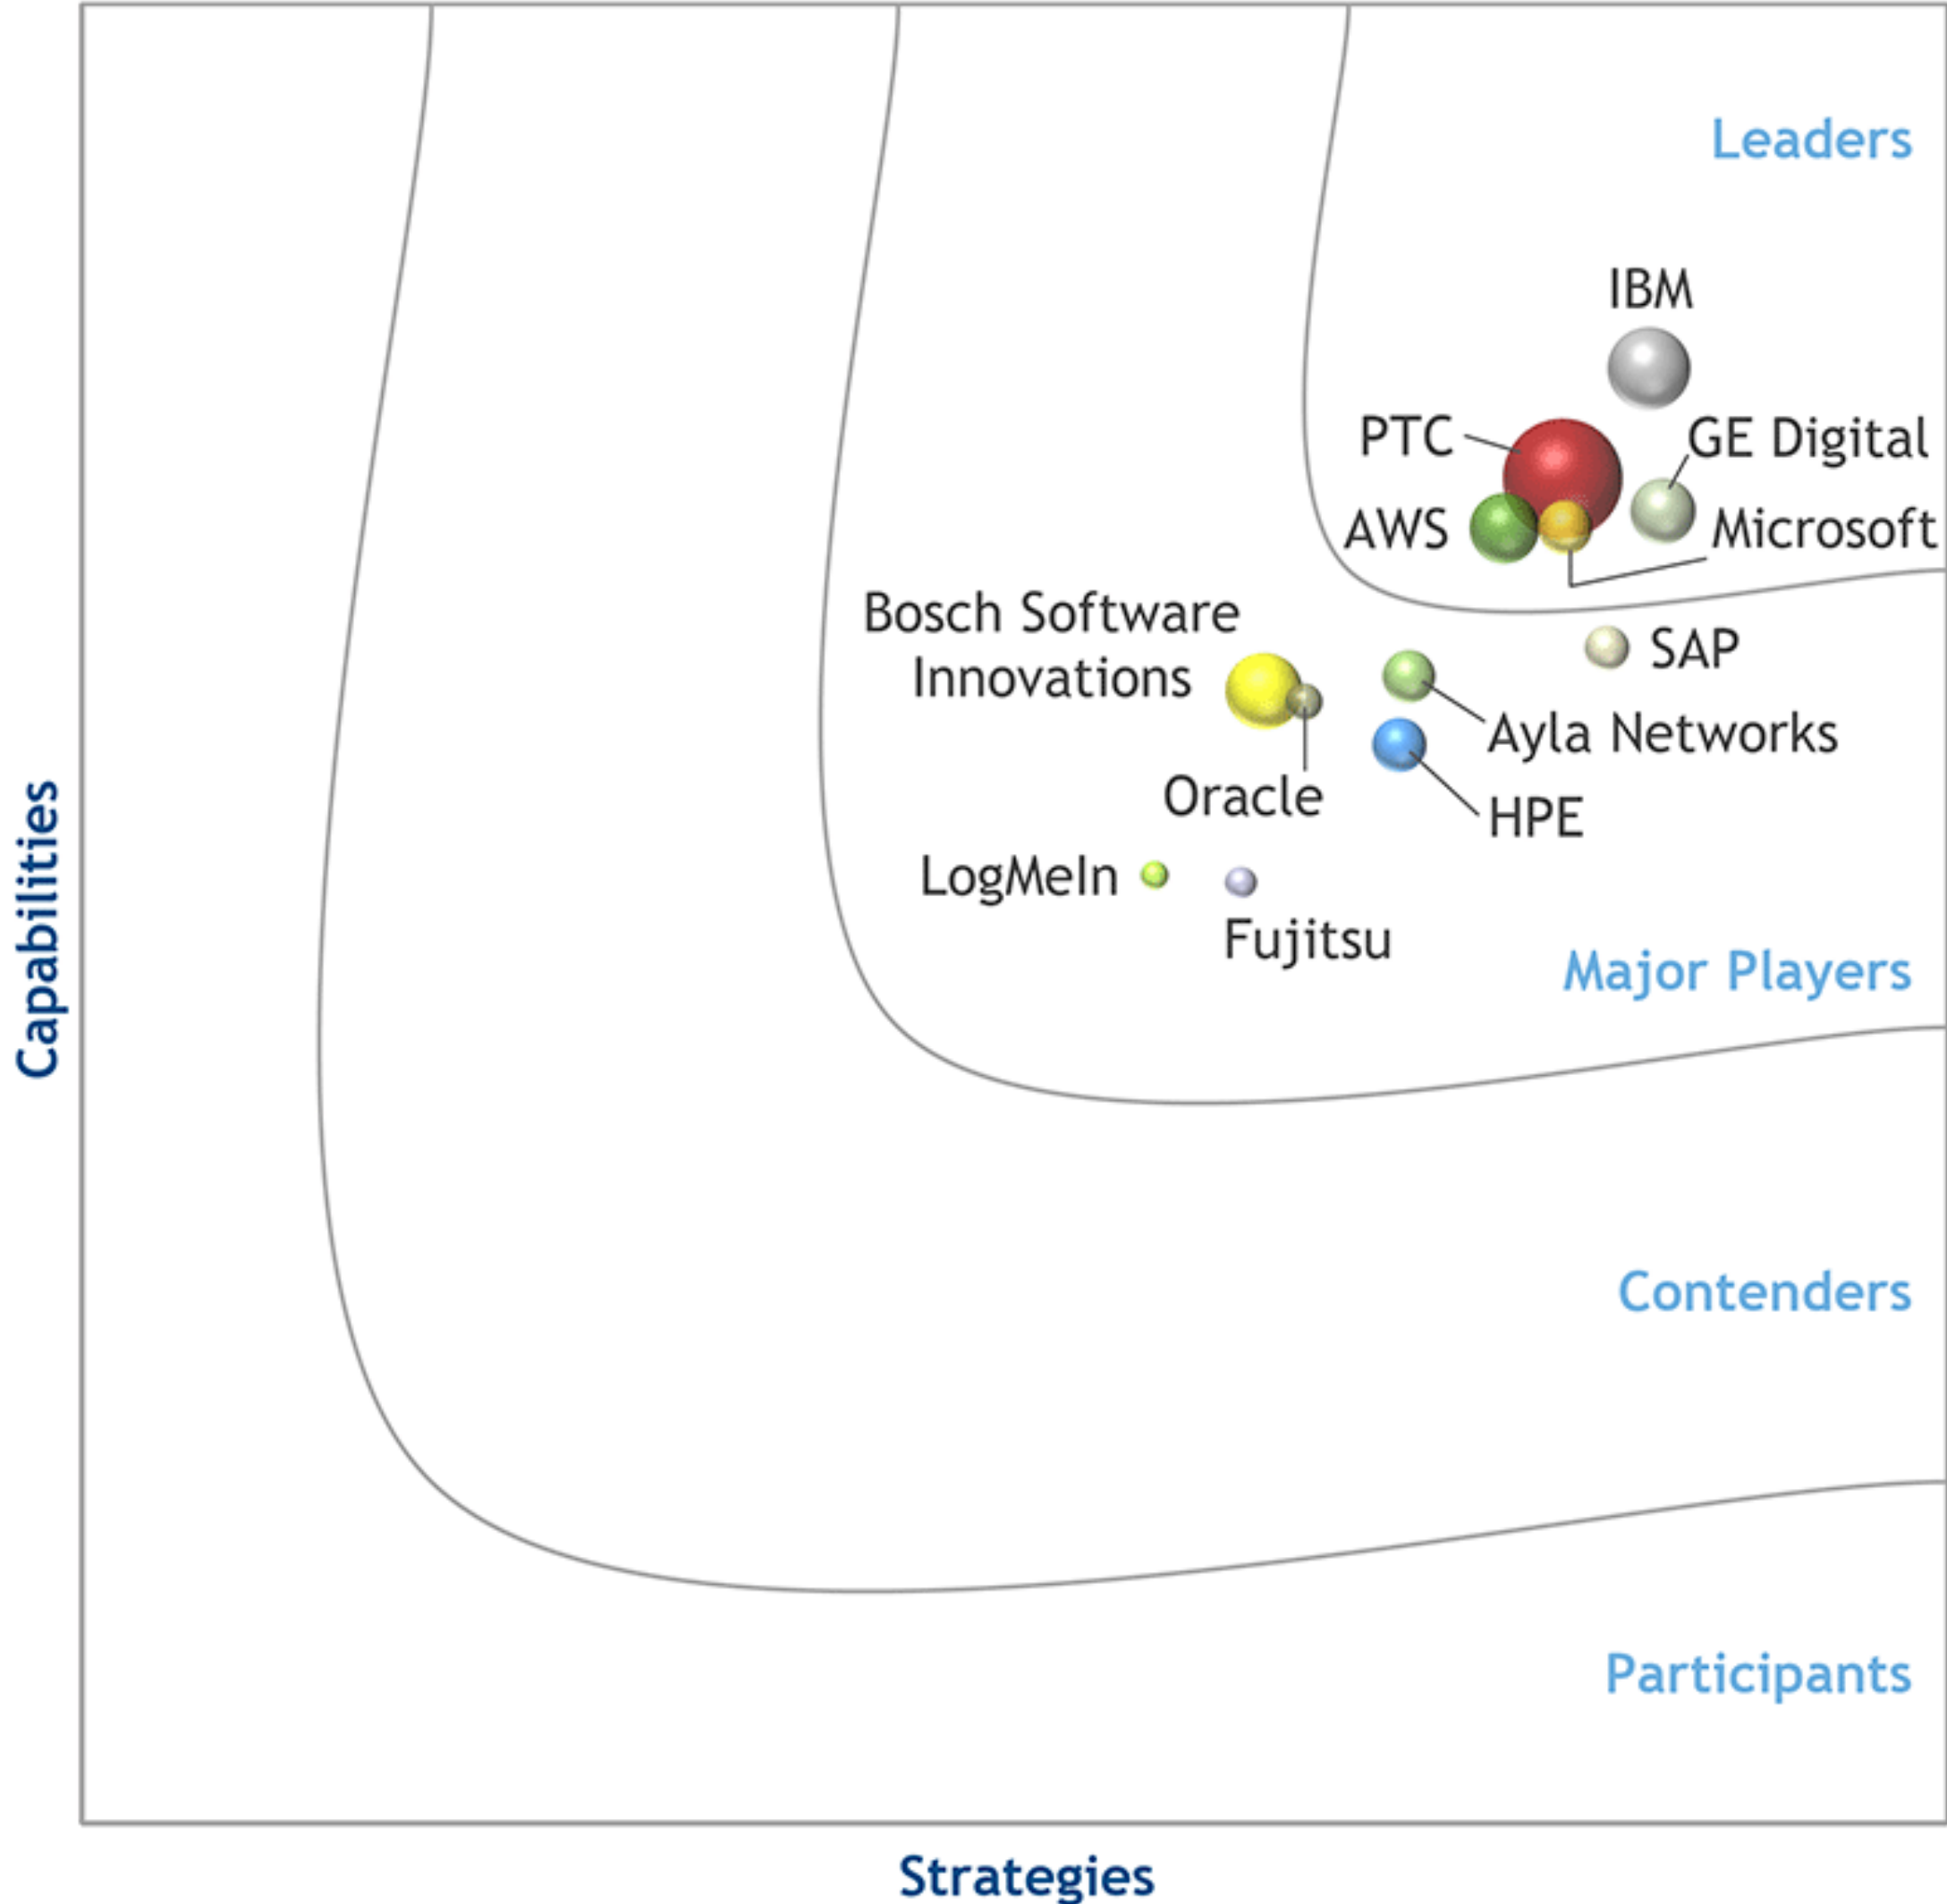 Leaders
IBM
PTC
GE Digital
AWS
Microsoft
Bosch Software
Innovations
SAP
Ayla Networks
Oracle
HPE
LogMeIn
Fujitsu
Major Players
Capabilities
Contenders
Participants
Strategies